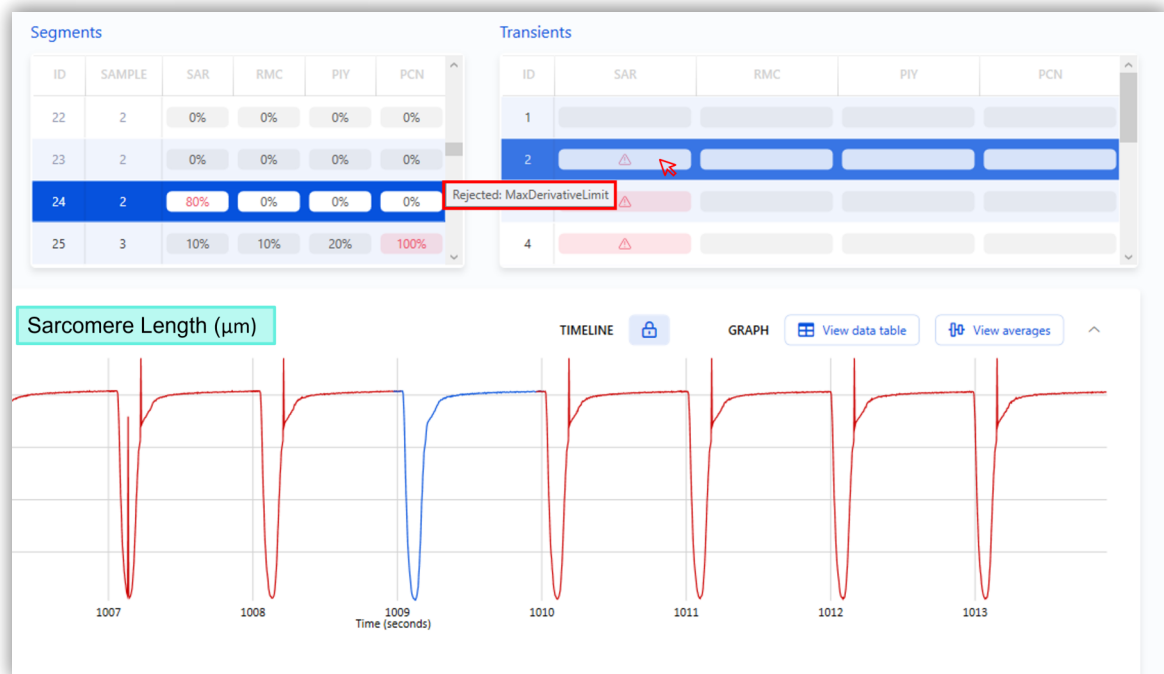 Segments
ID SAMPLE SAR RMC PIY PCN
22 2 0% 0% 0% 0%
23 2 0% 0% 0% 0%
24 2 80% 0% 0% 0%
25 3 10% 10% 20% 100%
Transients
ID SAR RMC PIY PCN
1
2
Rejected: MaxDerivativeLimit
4
Sarcomere Length (μm)
TIMELINE GRAPH View data table View averages
1007 1008 1009 1010 1011 1012 1013
Time (seconds)